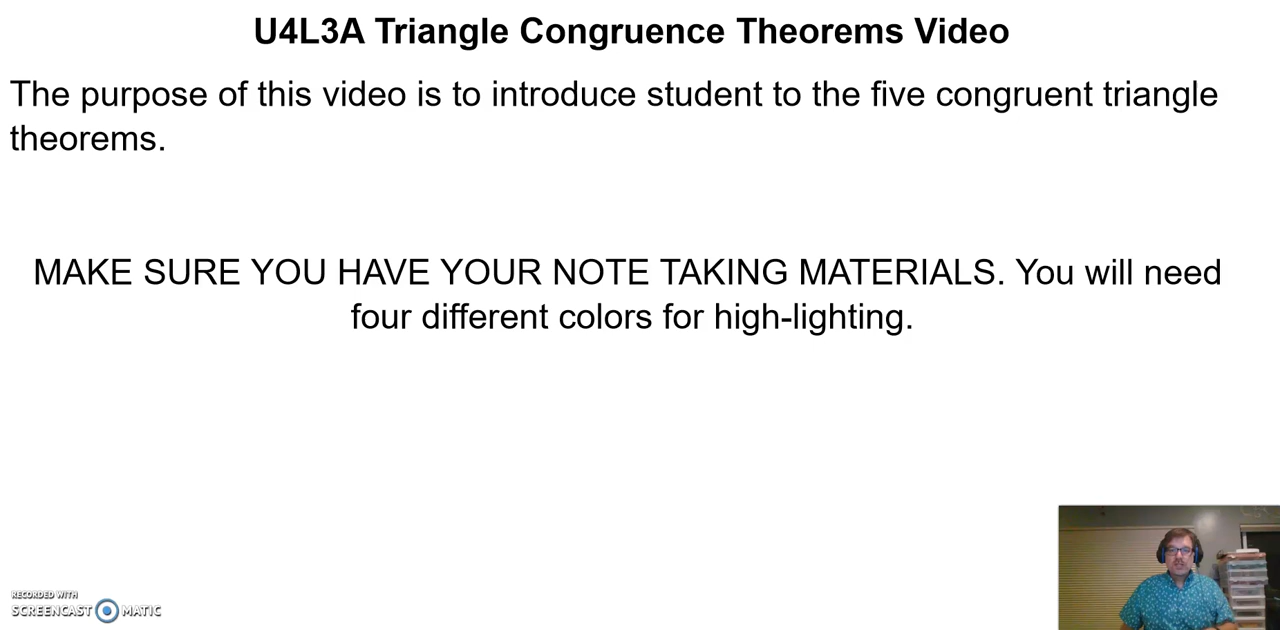 U4L3A Triangle Congruence Theorems Video
The purpose of this video is to introduce student to the five congruent triangle
theorems.
MAKE SURE YOU HAVE YOUR NOTE TAKING MATERIALS. You will need
four different colors for high-lighting.
RECORDED WITH
SCREENCAST MATIC